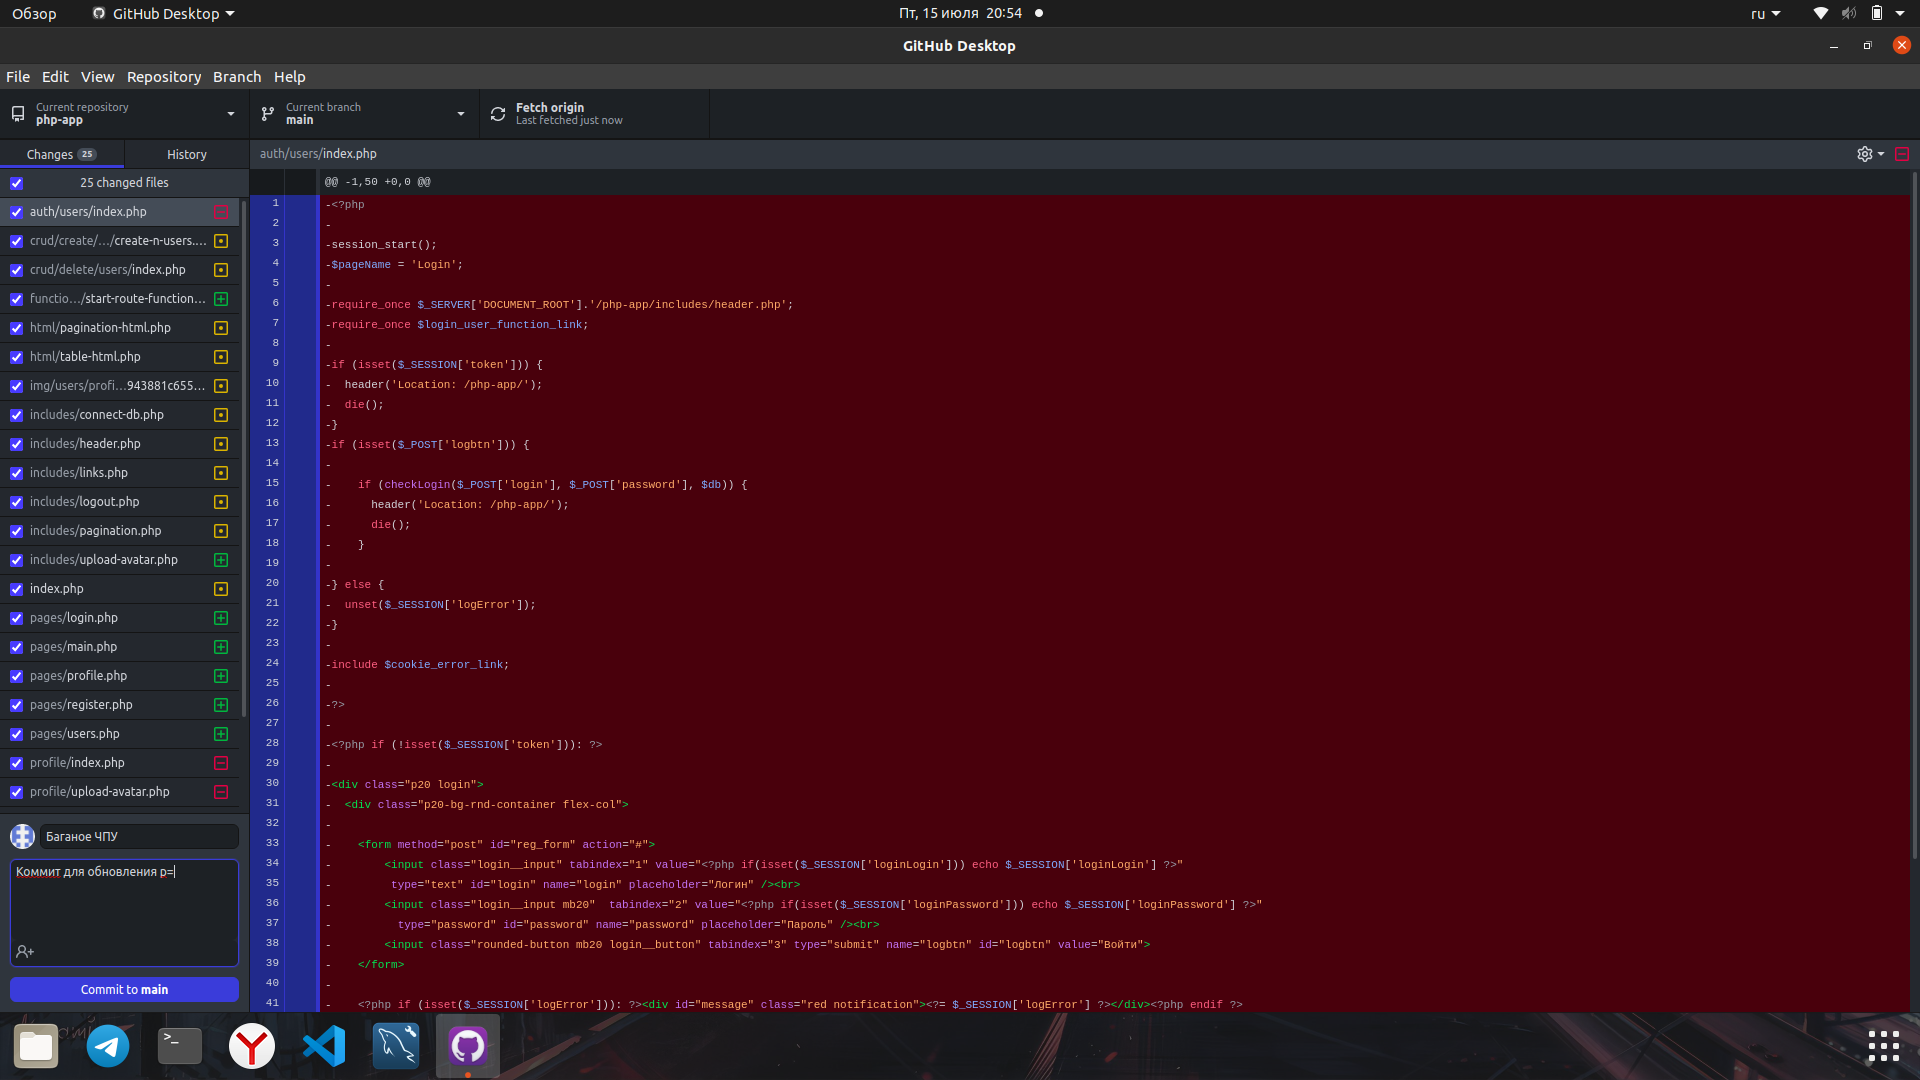 Обзор
GitHub Desktop
Пт, 15 июля 20:54
ru
GitHub Desktop
File Edit View Repository Branch Help
Current repository
php-app
Current branch
main
Fetch origin
Last fetched just now
Changes 25
History
auth/users/index.php
25 changed files
auth/users/index.php
crud/create/.../create-n-users....
crud/delete/users/index.php
functio.../start-route-function...
html/pagination-html.php
html/table-html.php
img/users/profi...943881c655...
includes/connect-db.php
includes/header.php
includes/links.php
includes/logout.php
includes/pagination.php
includes/upload-avatar.php
index.php
pages/login.php
pages/main.php
pages/profile.php
pages/register.php
pages/users.php
profile/index.php
profile/upload-avatar.php
Баганое ЧПУ
Коммит для обновления р=
Commit to main
@@ -1,50 +0,0 @@
1 -<?php
2 -
3 -session_start();
4 -$pageName = 'Login';
5 -
6 -require_once $_SERVER['DOCUMENT_ROOT'].'/php-app/includes/header.php';
7 -require_once $login_user_function_link;
8 -
9 -if (isset($_SESSION['token'])) {
10 -  header('Location: /php-app/');
11 -  die();
12 -}
13 -if (isset($_POST['logbtn'])) {
14 -
15 -    if (checkLogin($_POST['login'], $_POST['password'], $db)) {
16 -      header('Location: /php-app/');
17 -      die();
18 -    }
19 -
20 -} else {
21 -  unset($_SESSION['logError']);
22 -}
23 -
24 -include $cookie_error_link;
25 -
26 -?>
27 -
28 -<?php if (!isset($_SESSION['token'])): ?>
29 -
30 -<div class="p20 login">
31 -  <div class="p20-bg-rnd-container flex-col">
32 -
33 -    <form method="post" id="reg_form" action="#">
34 -        <input class="login__input" tabindex="1" value="<?php if(isset($_SESSION['loginLogin'])) echo $_SESSION['loginLogin'] ?>"
35 -         type="text" id="login" name="login" placeholder="Логин" /><br>
36 -        <input class="login__input mb20"  tabindex="2" value="<?php if(isset($_SESSION['loginPassword'])) echo $_SESSION['loginPassword'] ?>"
37 -          type="password" id="password" name="password" placeholder="Пароль" /><br>
38 -        <input class="rounded-button mb20 login__button" tabindex="3" type="submit" name="logbtn" id="logbtn" value="Войти">
39 -    </form>
40 -
41 -    <?php if (isset($_SESSION['logError'])): ?><div id="message" class="red notification"><?= $_SESSION['logError'] ?></div><?php endif ?>